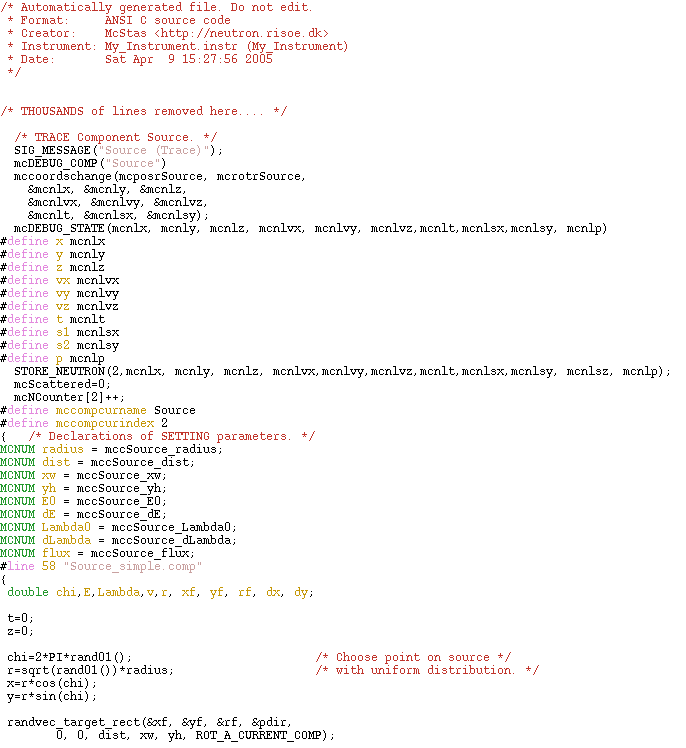 /* Automatically generated file. Do not edit.
 * Format:    ANSI C source code
 * Creator:   McStas <http://neutron.risoe.dk>
 * Instrument: My_Instrument.instr (My_Instrument)
 * Date:      Sat Apr  9 15:27:56 2005
 */
/* THOUSANDS of lines removed here.... */
  /* TRACE Component Source. */
  SIG_MESSAGE("Source (Trace)");
  mcDEBUG_COMP("Source")
  mccoordschange(mcposrSource, mcrotrSource,
    &mcnlx, &mcnly, &mcnlz,
    &mcnlvx, &mcnlvy, &mcnlvz,
    &mcnlt, &mcnlsx, &mcnlsy);
  mcDEBUG_STATE(mcnlx, mcnly, mcnlz, mcnlvx, mcnlvy, mcnlvz,mcnlt,mcnlsx,mcnlsy, mcnlp)
#define x mcnlx
#define y mcnly
#define z mcnlz
#define vx mcnlvx
#define vy mcnlvy
#define vz mcnlvz
#define t mcnlt
#define s1 mcnlsx
#define s2 mcnlsy
#define p mcnlp
  STORE_NEUTRON(2,mcnlx, mcnly, mcnlz, mcnlvx,mcnlvy,mcnlvz,mcnlt,mcnlsx,mcnlsy, mcnlsz, mcnlp);
  mcScattered=0;
  mcNCounter[2]++;
#define mccompcurname Source
#define mccompcurindex 2
{   /* Declarations of SETTING parameters. */
MCNUM radius = mccSource_radius;
MCNUM dist = mccSource_dist;
MCNUM xw = mccSource_xw;
MCNUM yh = mccSource_yh;
MCNUM E0 = mccSource_E0;
MCNUM dE = mccSource_dE;
MCNUM Lambda0 = mccSource_Lambda0;
MCNUM dLambda = mccSource_dLambda;
MCNUM flux = mccSource_flux;
#line 58 "Source_simple.comp"
{
 double chi,E,Lambda,v,r, xf, yf, rf, dx, dy;
 t=0;
 z=0;
 chi=2*PI*rand01();                          /* Choose point on source */
 r=sqrt(rand01())*radius;                    /* with uniform distribution. */
 x=r*cos(chi);
 y=r*sin(chi);
 randvec_target_rect(&xf, &yf, &rf, &pdir,
        0, 0, dist, xw, yh, ROT_A_CURRENT_COMP);